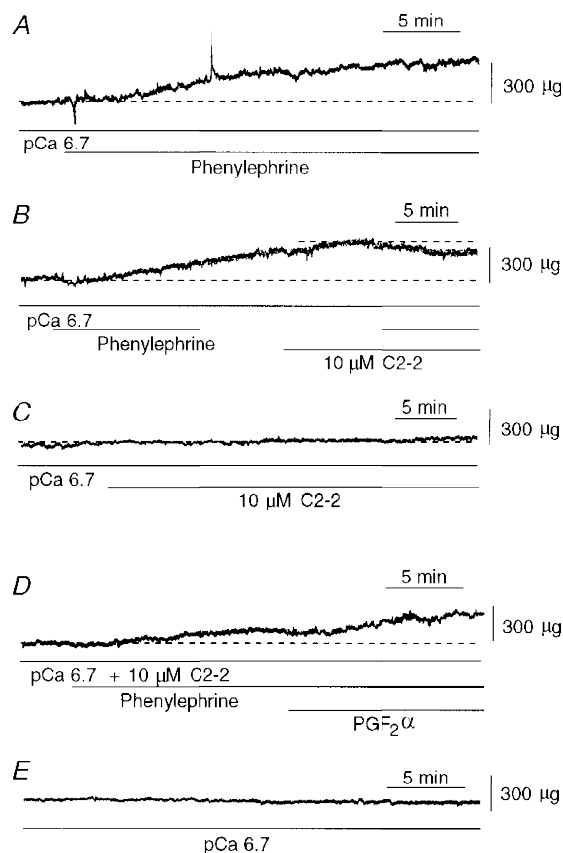 A
5 min
300 µg
pCa 6.7
Phenylephrine
B
5 min
300 µg
pCa 6.7
Phenylephrine
10 µM C2-2
C
5 min
300 µg
pCa 6.7
10 µM C2-2
D
5 min
300 µg
pCa 6.7 + 10 µM C2-2
Phenylephrine
PGF₂α
E
5 min
300 µg
pCa 6.7